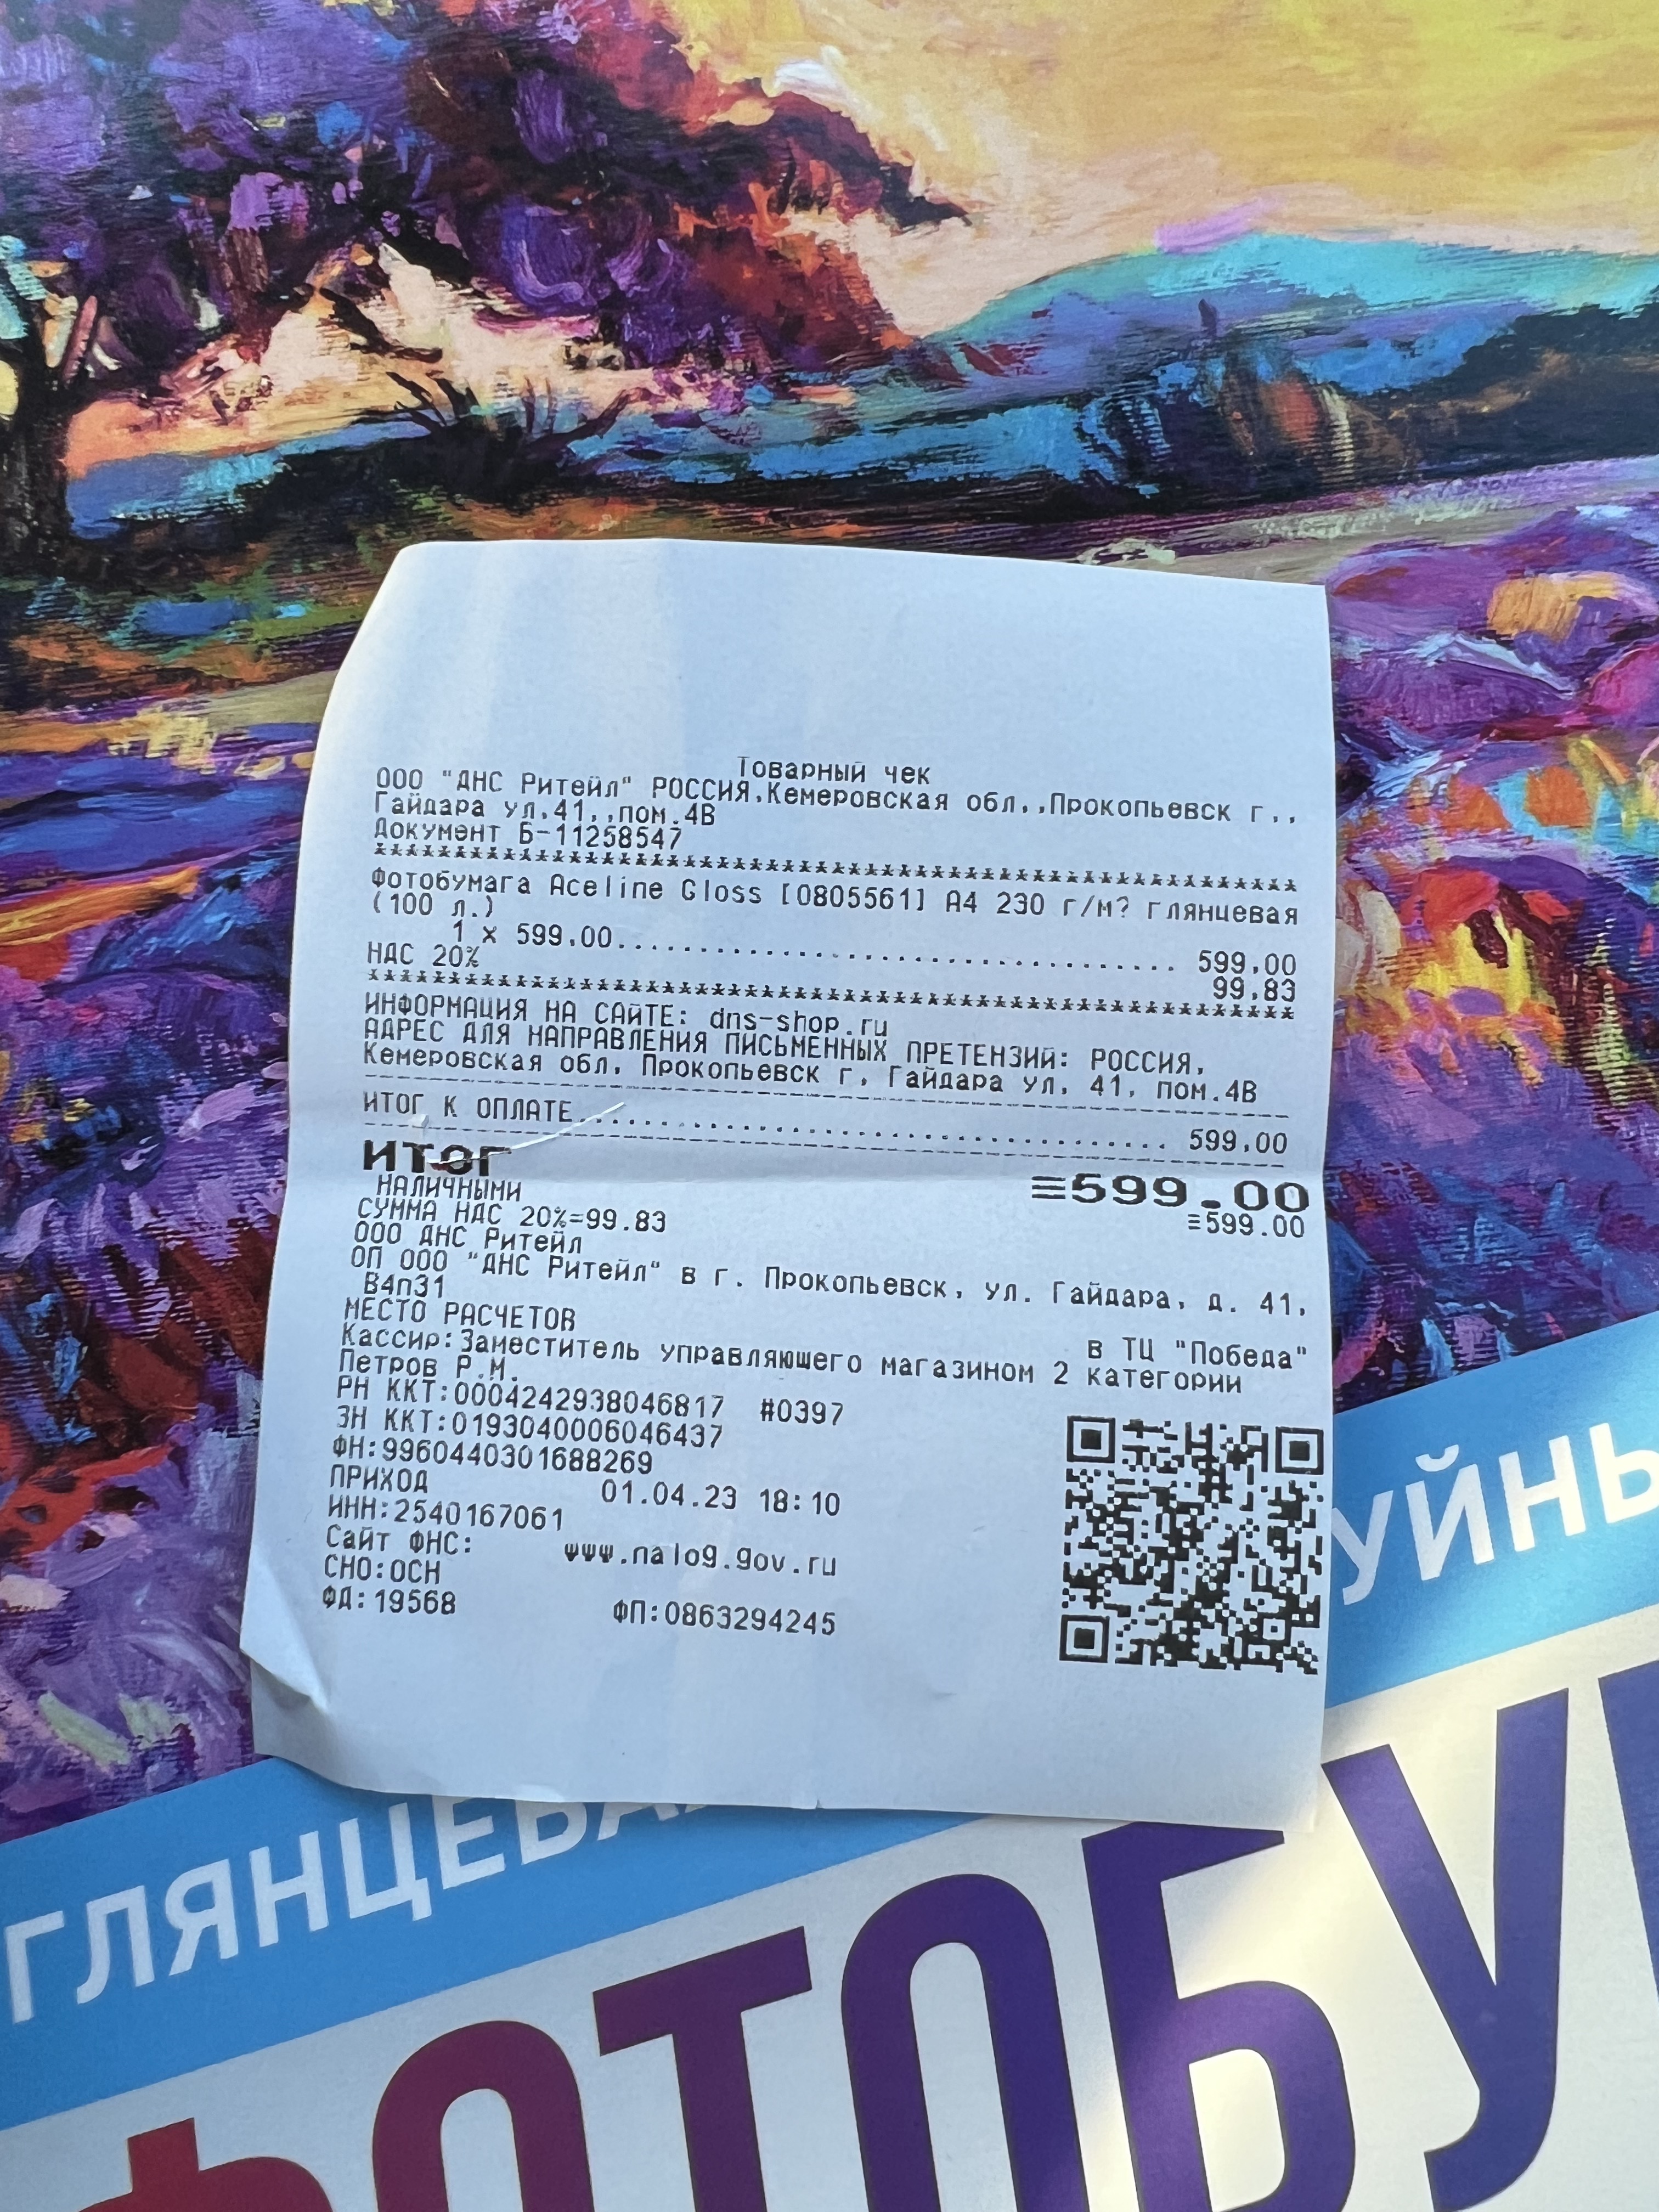 Товарный чек
ООО "ДНС Ритейл" РОССИЯ,Кемеровская обл,,Прокопьевск г,,
Гайдара ул,41,,пом.4В
Документ Б-11258547
**********************************************************
Фотобумага Aceline Gloss [0805561] A4 230 г/м? глянцевая
(100 л.)
1 x 599,00.................................. 599,00
НДС 20% 99,83
**********************************************************
ИНФОРМАЦИЯ НА САЙТЕ: dns-shop.ru
АДРЕС ДЛЯ НАПРАВЛЕНИЯ ПИСЬМЕННЫХ ПРЕТЕНЗИЙ: РОССИЯ,
Кемеровская обл, Прокопьевск г, Гайдара ул, 41, пом.4В
----------------------------------------------------------
ИТОГ К ОПЛАТЕ..................................... 599,00
----------------------------------------------------------
ИТОГ ≡599.00
НАЛИЧНЫМИ ≡599.00
СУММА НДС 20%=99.83
ООО ДНС Ритейл
ОП ООО "ДНС Ритейл" в г. Прокопьевск, ул. Гайдара, д. 41,
В4п31
МЕСТО РАСЧЕТОВ в ТЦ "Победа"
Кассир:Заместитель управляющего магазином 2 категории
Петров Р.М.
РН ККТ:0004242938046817 #0397
ЗН ККТ:0193040006046437
ФН:9960440301688269
ПРИХОД 01.04.23 18:10
ИНН:2540167061
Сайт ФНС: www.nalog.gov.ru
СНО:ОСН
ФД:19568 ФП:0863294245
ГЛЯНЦЕВАЯ УЙНЫ
ФОТОБУ